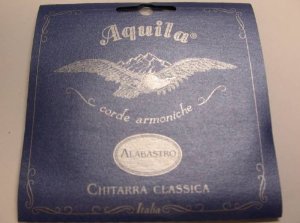 Aquila®
corde armoniche
ALABASTRO
CHITARRA CLASSICA
Italia